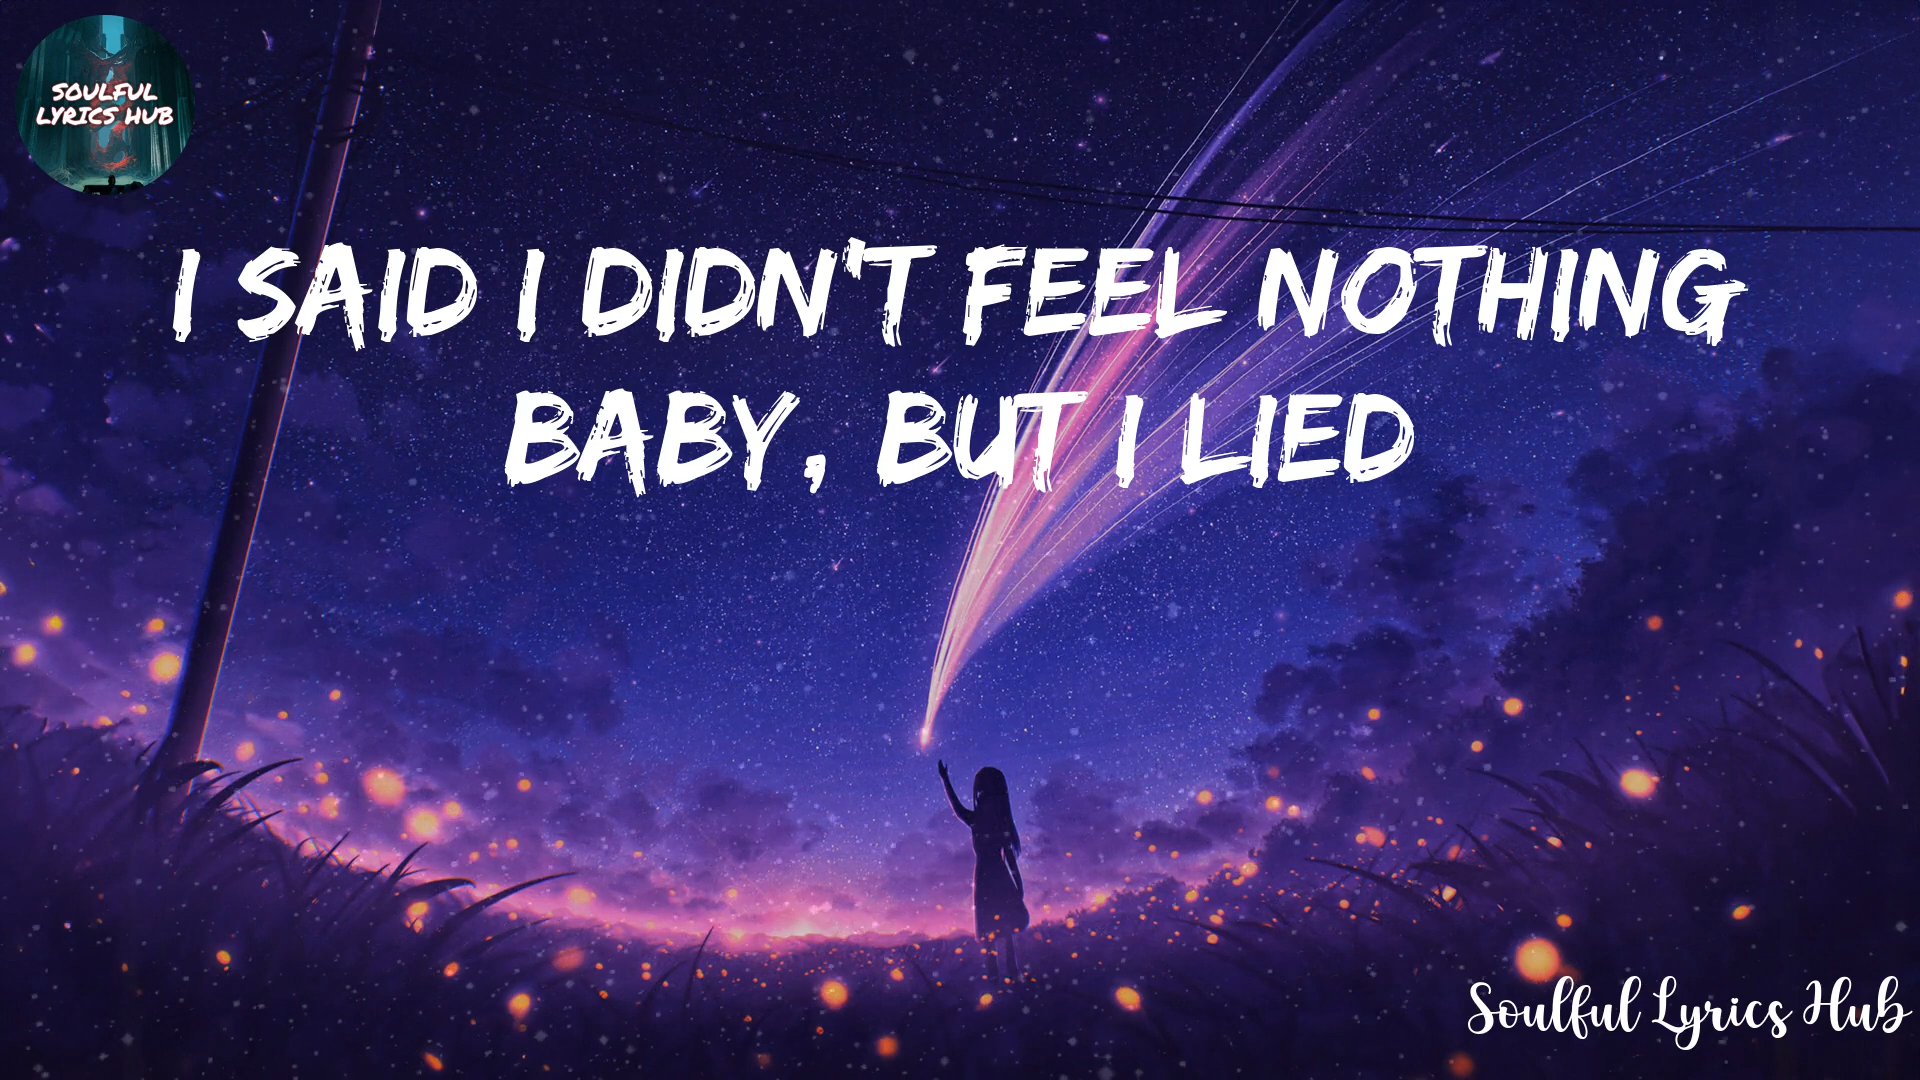 SOULFUL
LYRICS HUB
I SAID I DIDN'T FEEL NOTHING
BABY, BUT I LIED
Soulful Lyrics Hub